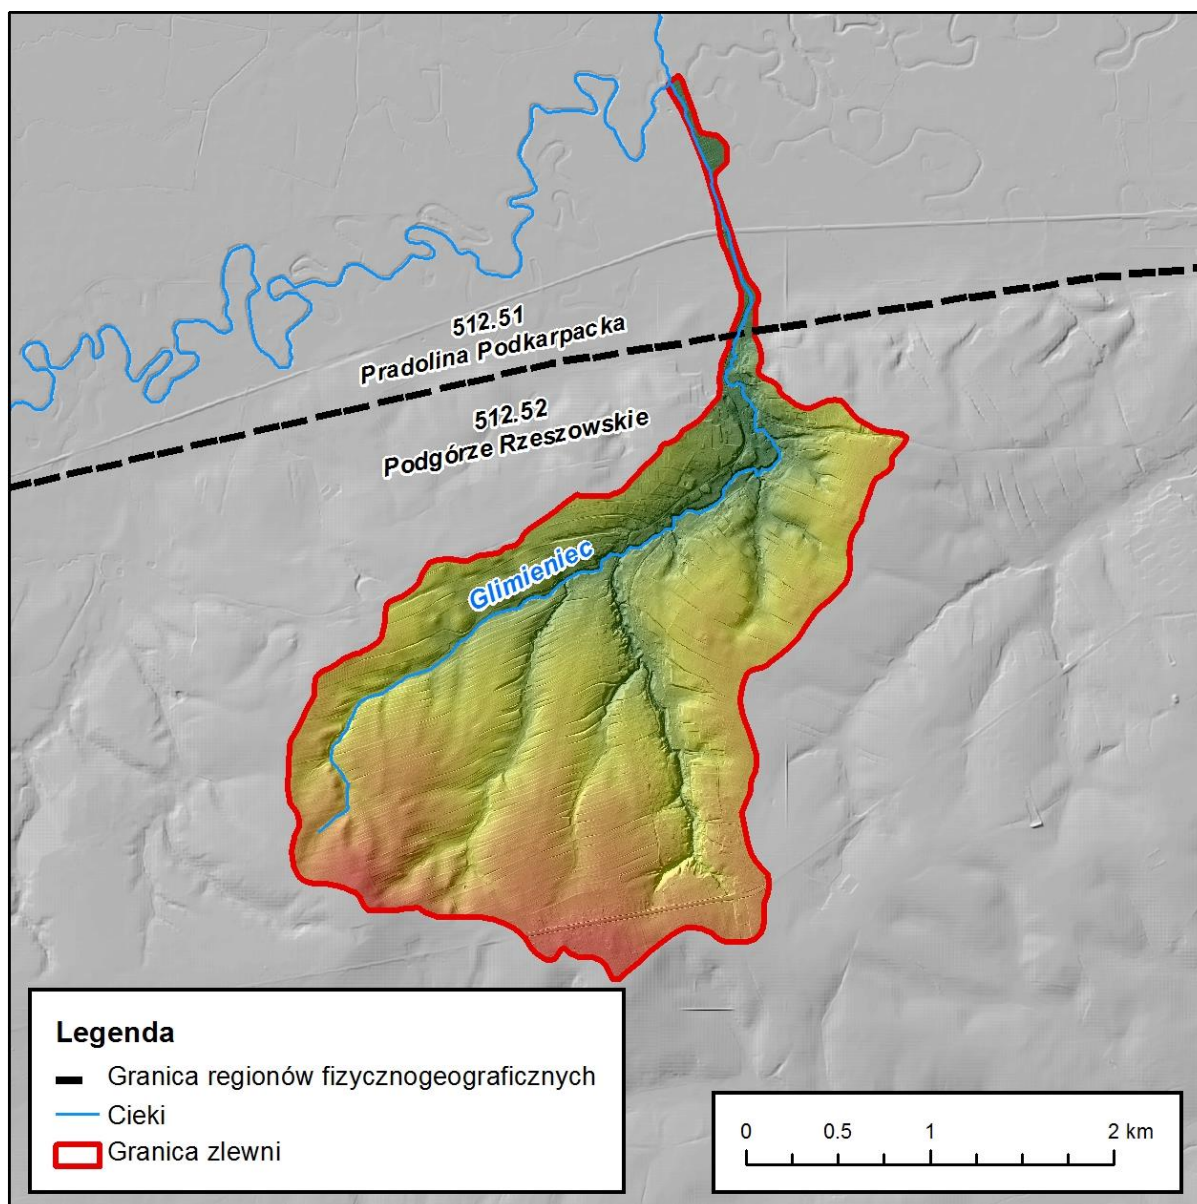 512.51
Pradolina Podkarpacka
512.52
Podgórze Rzeszowskie
Glimieniec
Legenda
Granica regionów fizycznogeograficznych
Cieki
Granica zlewni
0 0.5 1 2 km